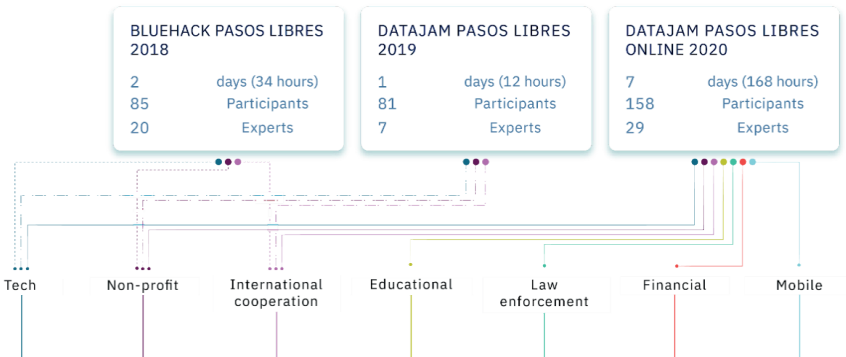 BLUEHACK PASOS LIBRES
2018
2 days (34 hours)
85 Participants
20 Experts
DATAJAM PASOS LIBRES
2019
1 days (12 hours)
81 Participants
7 Experts
DATAJAM PASOS LIBRES
ONLINE 2020
7 days (168 hours)
158 Participants
29 Experts
Tech
Non-profit
International
cooperation
Educational
Law
enforcement
Financial
Mobile